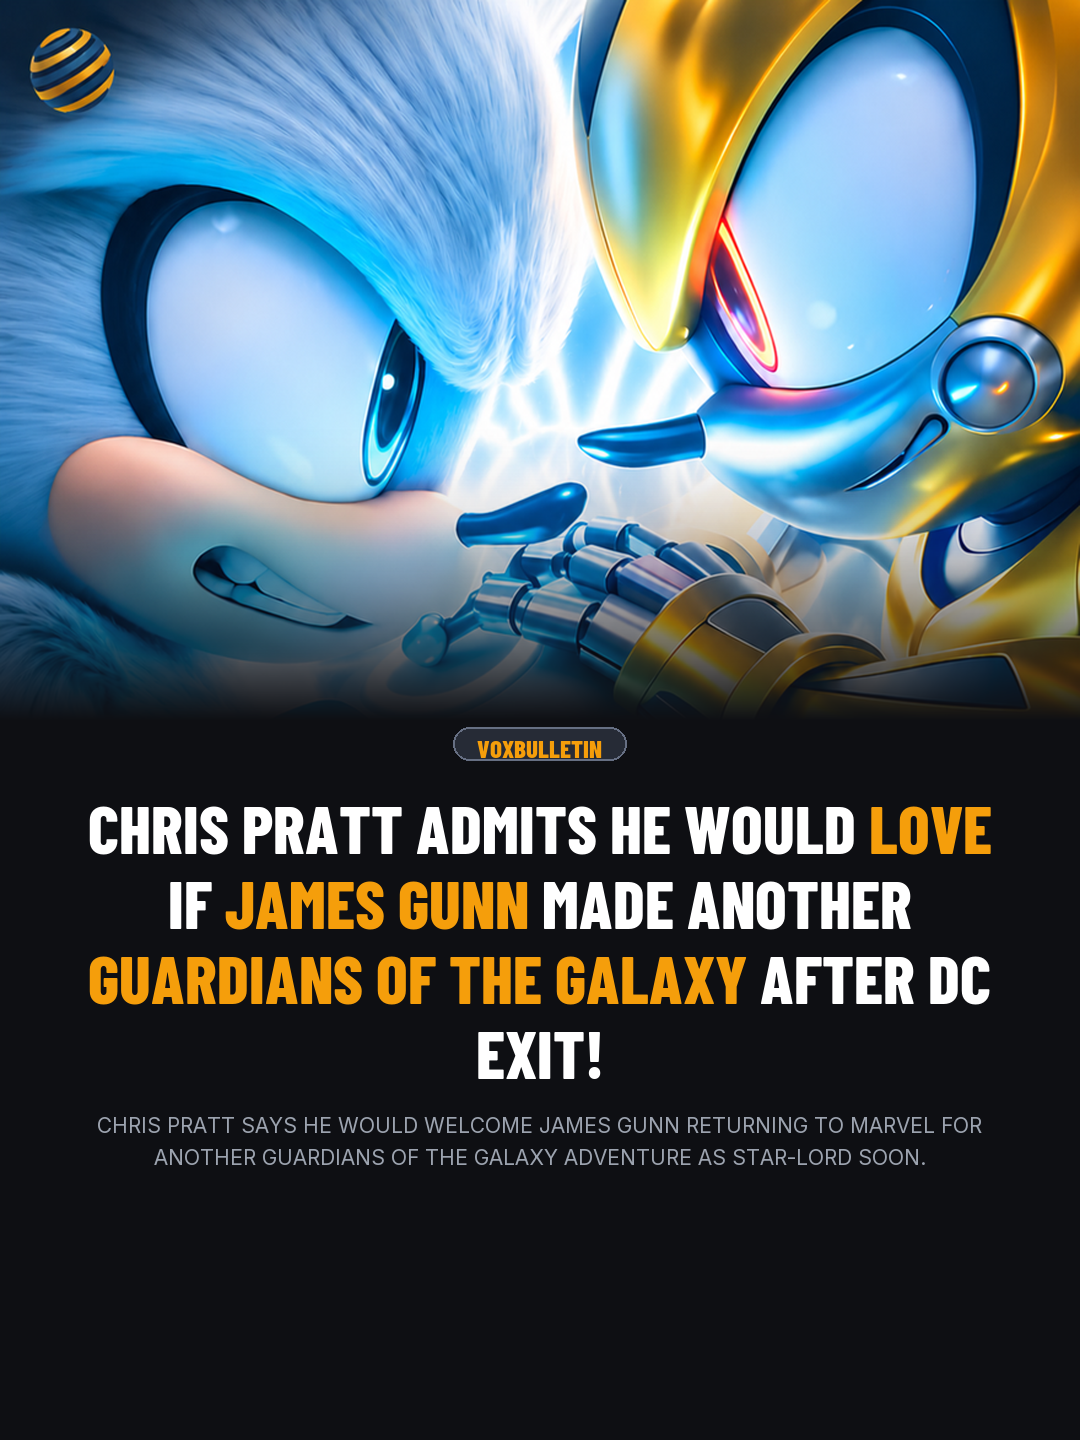 VOXBULLETIN
CHRIS PRATT ADMITS HE WOULD LOVE
IF JAMES GUNN MADE ANOTHER
GUARDIANS OF THE GALAXY AFTER DC
EXIT!
CHRIS PRATT SAYS HE WOULD WELCOME JAMES GUNN RETURNING TO MARVEL FOR
ANOTHER GUARDIANS OF THE GALAXY ADVENTURE AS STAR-LORD SOON.